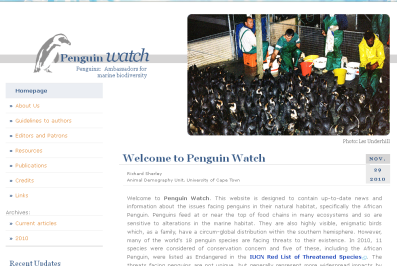 Penguin watch
Penguins: Ambassadors for
marine biodiversity
Homepage
About Us
Guidelines to authors
Editors and Patrons
Resources
Publications
Credits
Links
Archives:
Current articles
2010
Recent Updates
Photo: Les Underhill
Welcome to Penguin Watch
NOV.
29
2010
Richard Sherley
Animal Demography Unit, University of Cape Town
Welcome to Penguin Watch. This website is designed to contain up-to-date news and
information about the issues facing penguins in their natural habitat, specifically the African
Penguin. Penguins feed at or near the top of food chains in many ecosystems and so are
sensitive to alterations in the marine habitat. They are also highly visible, enigmatic birds
which, as a family, have a circum-global distribution within the southern hemisphere. However,
many of the world's 18 penguin species are facing threats to their existence. In 2010, 11
species were considered of conservation concern and five of these, including the African
Penguin, were listed as Endangered in the IUCN Red List of Threatened Species. The
threats facing penguins are not unique, but generally represent more widespread impacts by